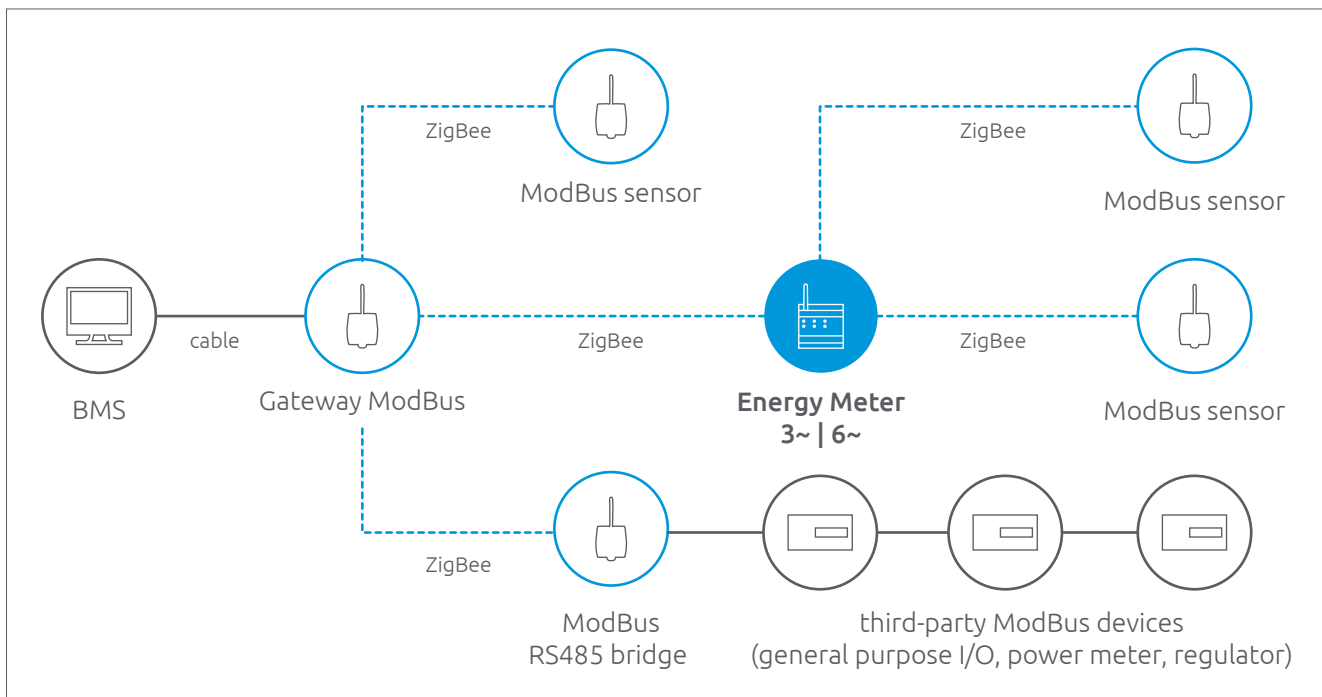 ZigBee
ZigBee
ModBus sensor
ModBus sensor
cable
ZigBee
ZigBee
BMS
Gateway ModBus
Energy Meter
3~ | 6~
ModBus sensor
ZigBee
ModBus
RS485 bridge
third-party ModBus devices
(general purpose I/O, power meter, regulator)